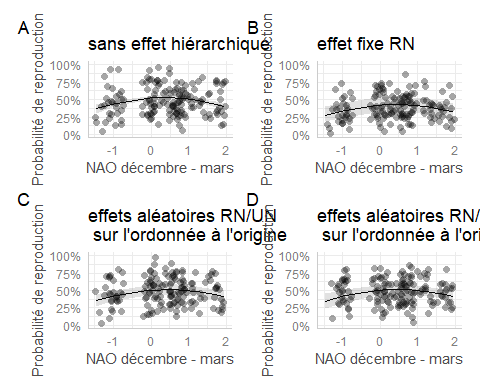 A
sans effet hiérarchique
Probabilité de reproduction
100%
75%
50%
25%
0%
-1
0
1
2
NAO décembre - mars
B
effet fixe RN
Probabilité de reproduction
100%
75%
50%
25%
0%
-1
0
1
2
NAO décembre - mars
C
effets aléatoires RN/UN
sur l'ordonnée à l'origine
Probabilité de reproduction
100%
75%
50%
25%
0%
-1
0
1
2
NAO décembre - mars
D
effets aléatoires RN/
sur l'ordonnée à l'ori
Probabilité de reproduction
100%
75%
50%
25%
0%
-1
0
1
2
NAO décembre - mars